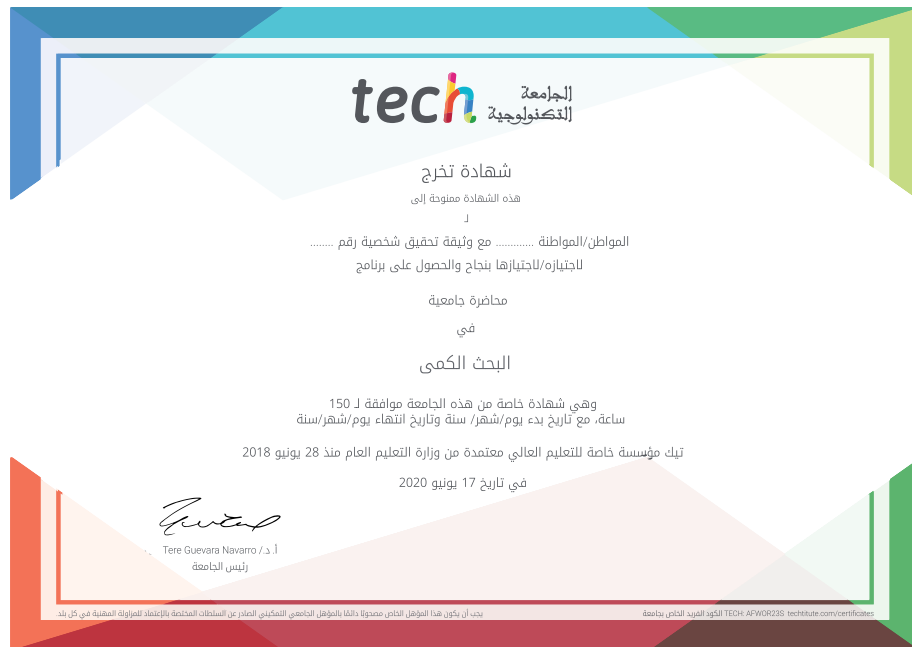 tech
الجامعة
التكنولوجية
شهادة تخرج
هذه الشهادة ممنوحة إلى
لـ
المواطن/المواطنة ............. مع وثيقة تحقيق شخصية رقم ........
لاجتيازه/لاجتيازها بنجاح والحصول على برنامج
محاضرة جامعية
في
البحث الكمى
وهي شهادة خاصة من هذه الجامعة موافقة لـ 150
ساعة، مع تاريخ بدء يوم/شهر/ سنة وتاريخ انتهاء يوم/شهر/سنة
تيك مؤسسة خاصة للتعليم العالي معتمدة من وزارة التعليم العام منذ 28 يونيو 2018
في تاريخ 17 يونيو 2020
أ. د./ Tere Guevara Navarro
رئيس الجامعة
يجب أن يكون هذا المؤهل الخاص مصحوبًا دائمًا بالمؤهل الجامعي التمكيني الصادر عن السلطات المختصة بالإعتماد للمزاولة المهنية في كل بلد.
الكود الفريد الخاص بجامعة TECH: AFWOR23S techtitute.com/certificates